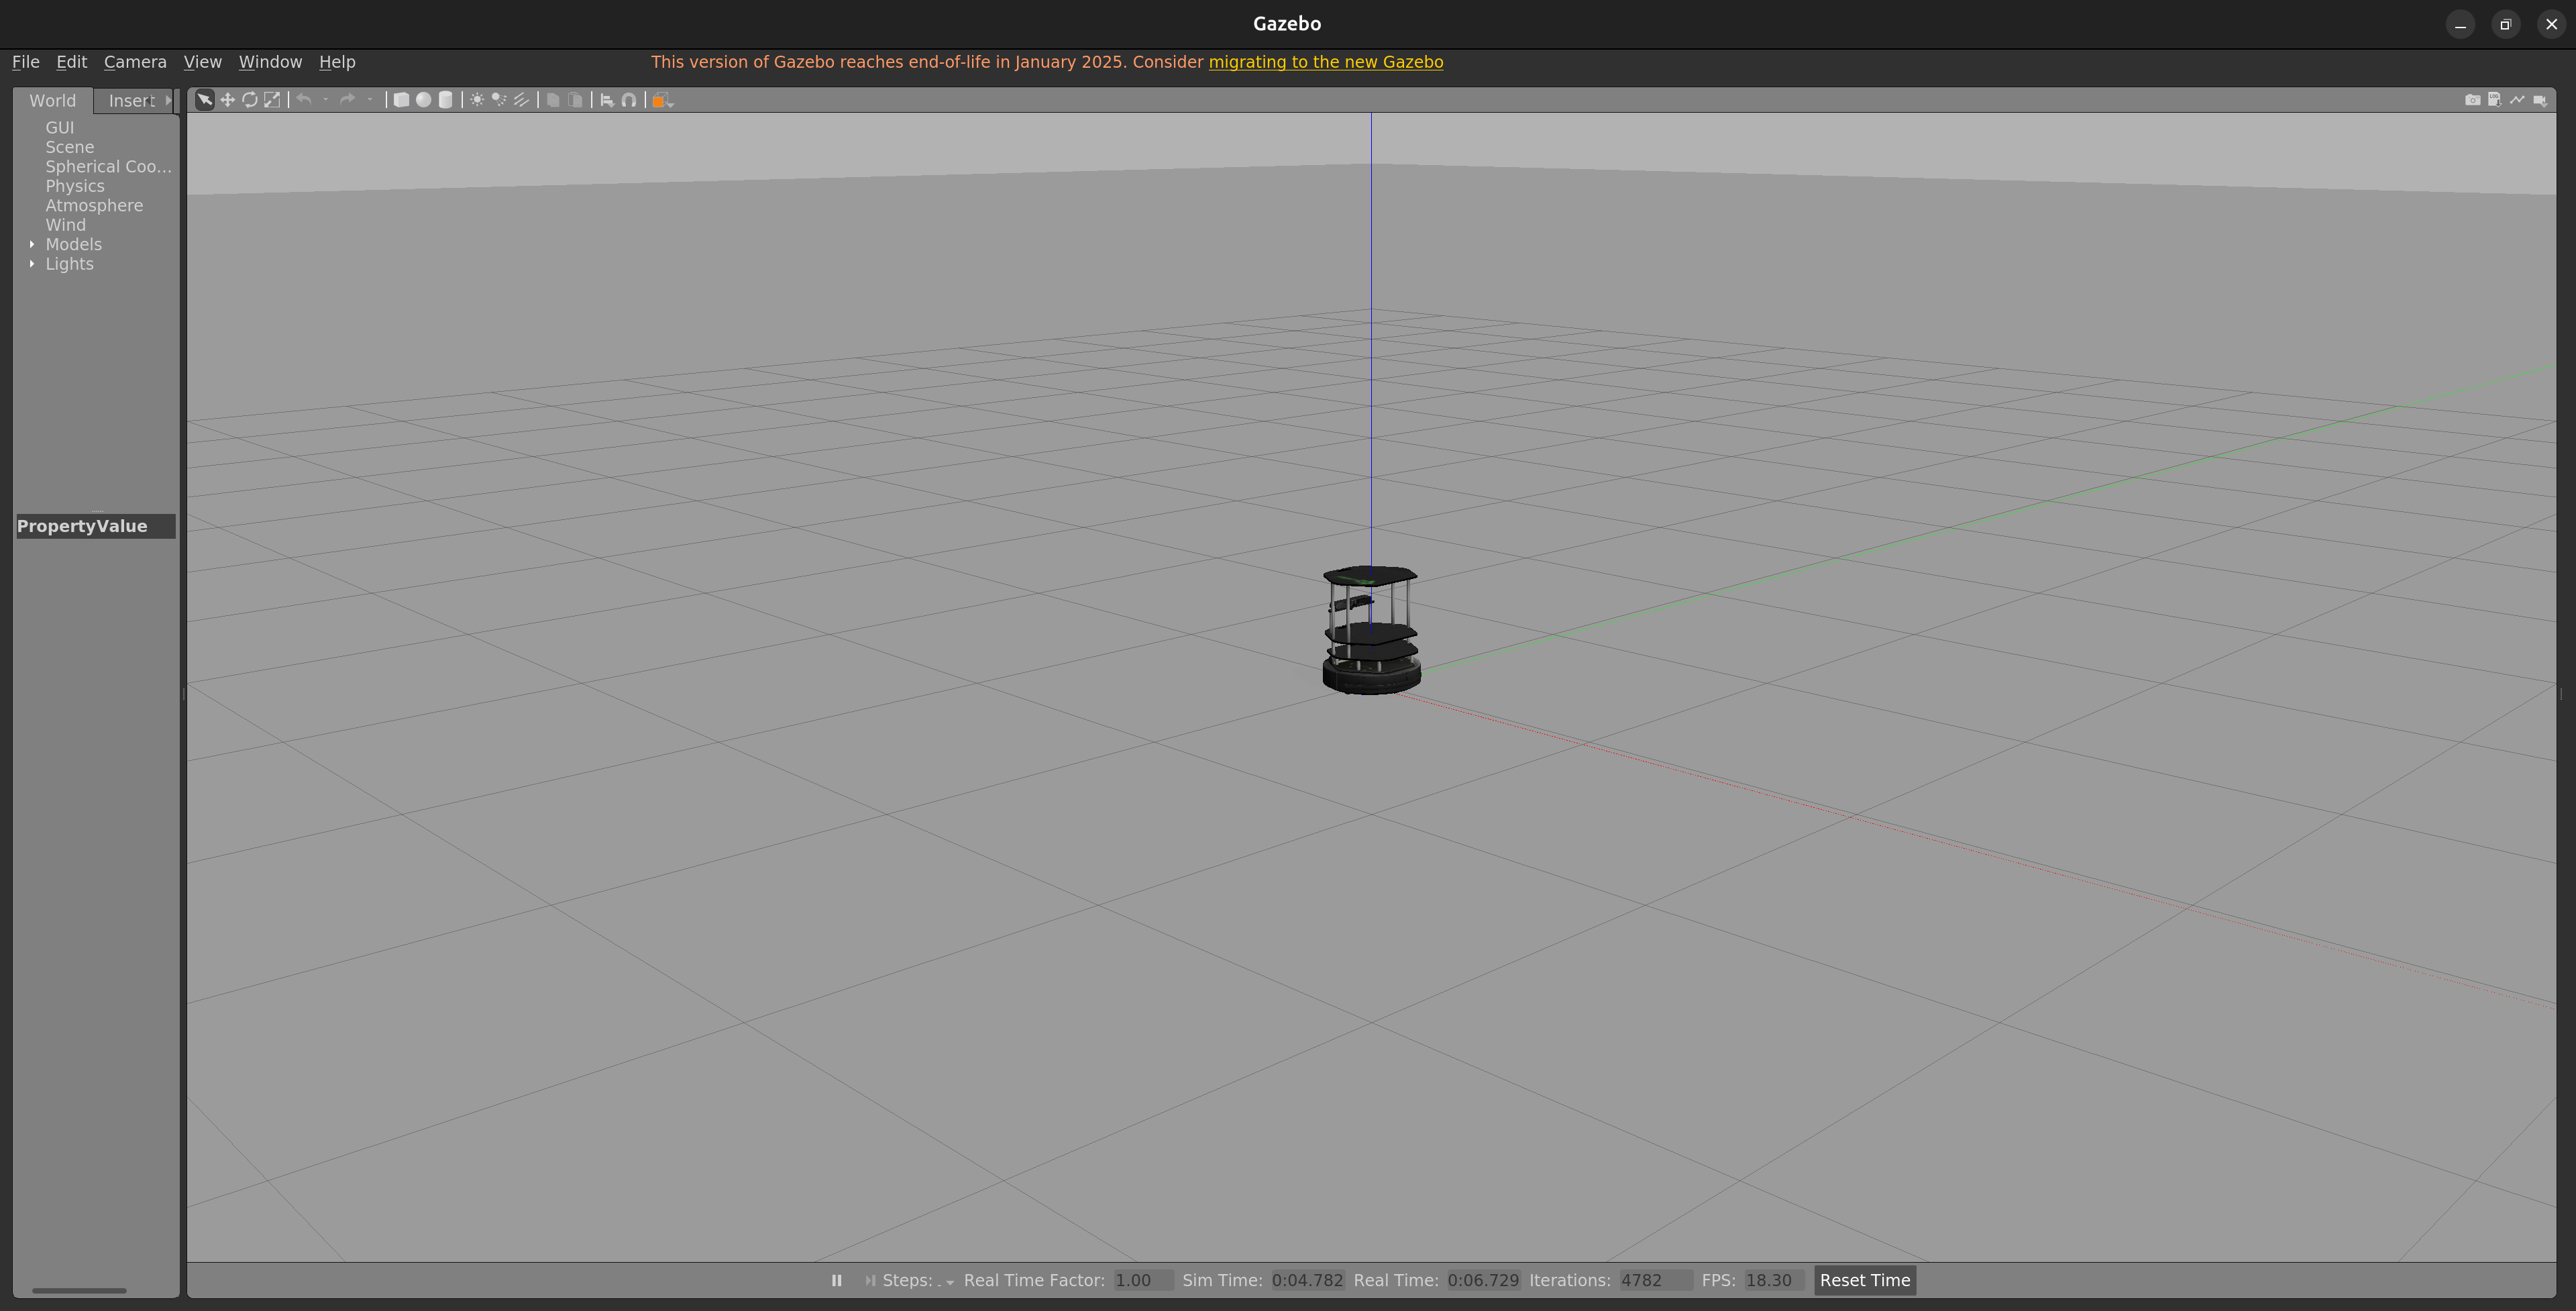 Gazebo
File Edit Camera View Window Help
This version of Gazebo reaches end-of-life in January 2025. Consider migrating to the new Gazebo
World Insert
GUI
Scene
Spherical Coo...
Physics
Atmosphere
Wind
Models
Lights
PropertyValue
Steps: Real Time Factor: 1.00 Sim Time: 0:04.782 Real Time: 0:06.729 Iterations: 4782 FPS: 18.30 Reset Time